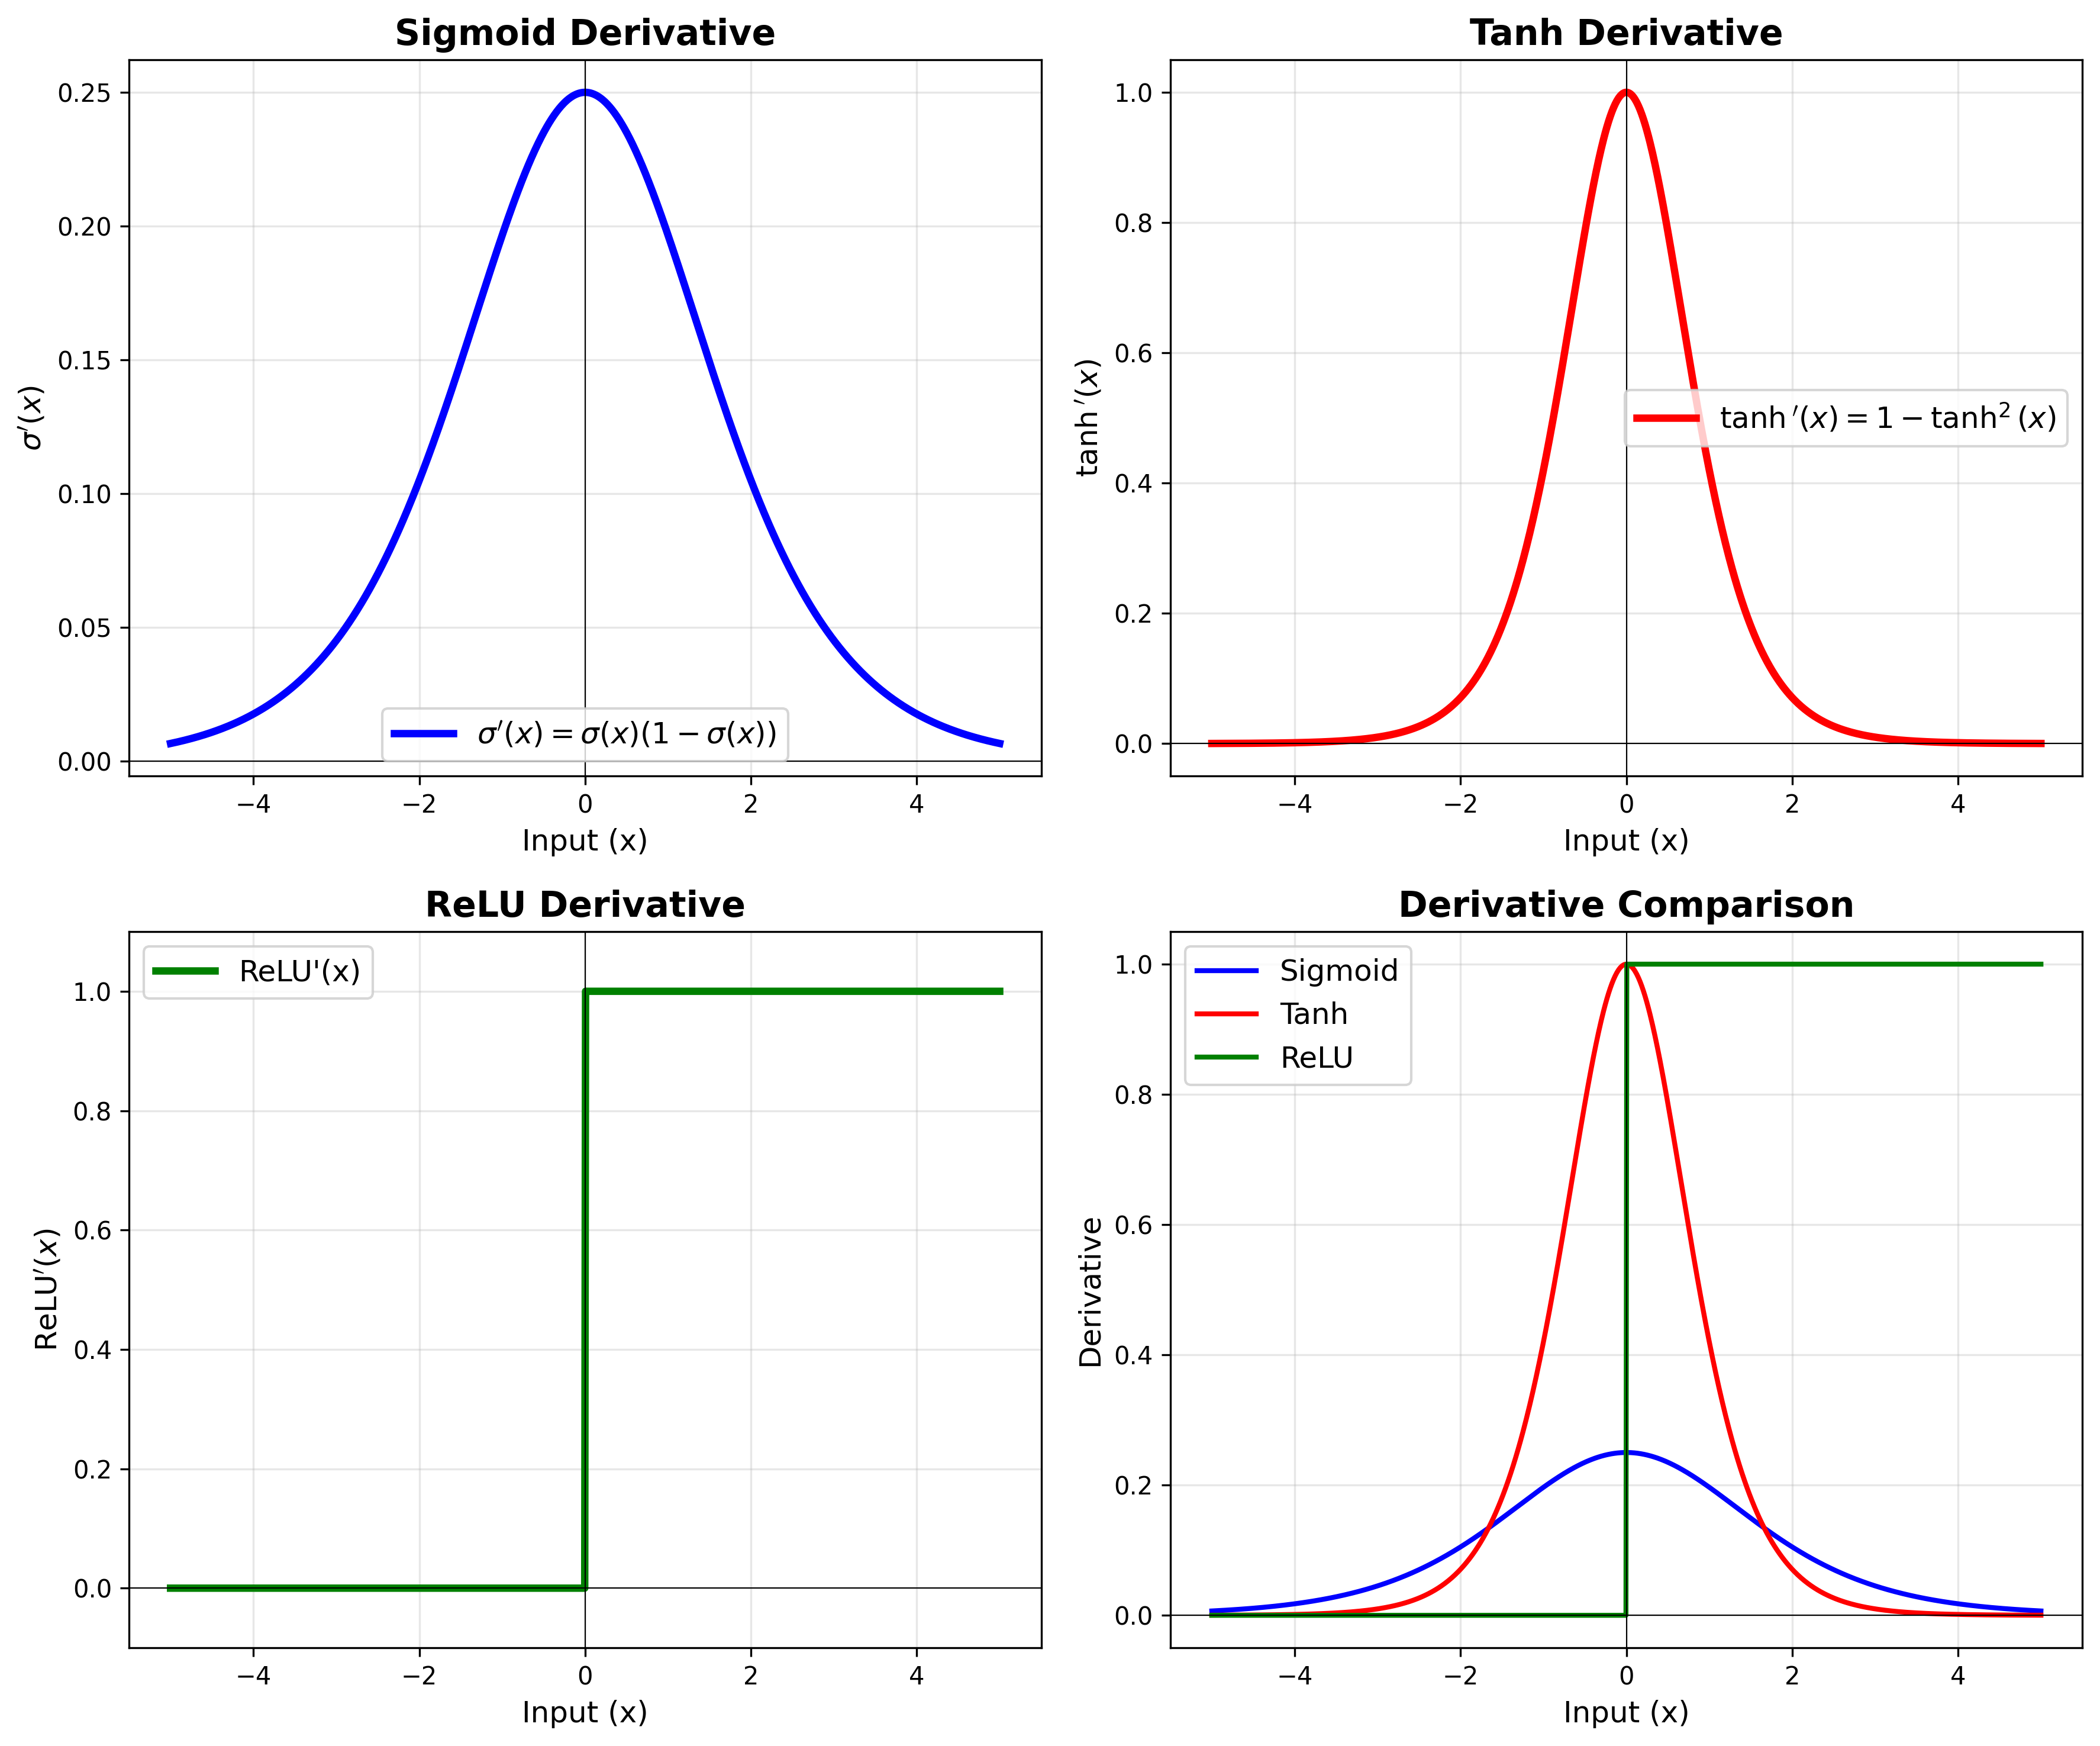 Sigmoid Derivative
0.25
0.20
0.15
0.10
0.05
0.00
σ′(x)
σ′(x) = σ(x)(1 − σ(x))
−4 −2 0 2 4
Input (x)
Tanh Derivative
1.0
0.8
0.6
0.4
0.2
0.0
tanh ′(x)
tanh ′(x) = 1 − tanh² (x)
−4 −2 0 2 4
Input (x)
ReLU Derivative
ReLU'(x)
1.0
0.8
0.6
0.4
0.2
0.0
ReLU′(x)
−4 −2 0 2 4
Input (x)
Derivative Comparison
Sigmoid
Tanh
ReLU
1.0
0.8
0.6
0.4
0.2
0.0
Derivative
−4 −2 0 2 4
Input (x)